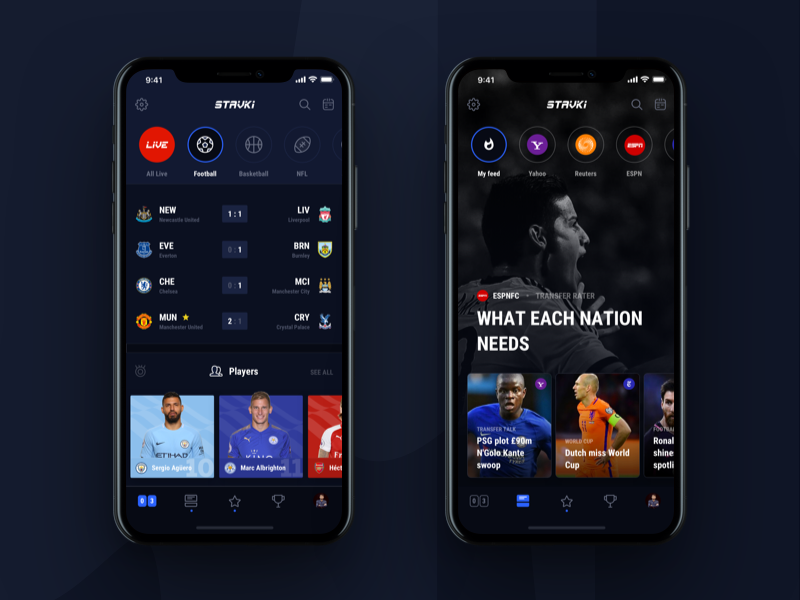 9:41
STAVKI
LIVE
All Live
Football
Basketball
NFL
NEW
Newcastle United
1 : 1
LIV
Liverpool
EVE
Everton
0 : 1
BRN
Burnley
CHE
Chelsea
0 : 1
MCI
Manchester City
MUN
Manchester United
2 : 1
CRY
Crystal Palace
Players
SEE ALL
ETIHAD
Sergio Agüero
10
Marc Albrighton
11
Héct
0 3
9:41
STAVKI
My feed
Yahoo
Reuters
ESPN
ESPNFC - TRANSFER RATER
WHAT EACH NATION
NEEDS
TRANSFER TALK
PSG plot £90m
N'Golo Kante
swoop
WORLD CUP
Dutch miss World
Cup
FOOTBA
Ronal
shine
spotli
0 3